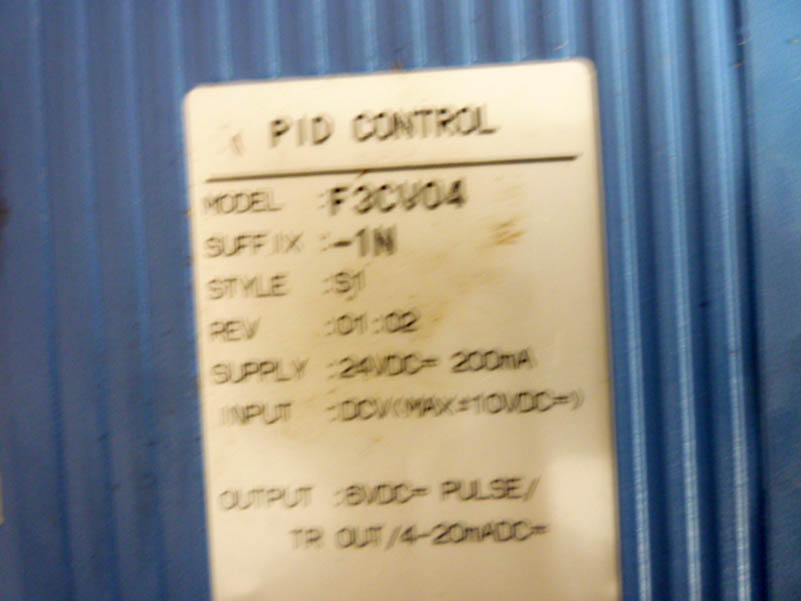 PID CONTROL
MODEL :F3CV04
SUFFIX :-1N
STYLE :S1
REV :01:02
SUPPLY :24VDC= 200mA
INPUT :DCV(MAX±10VDC=)
OUTPUT :6VDC= PULSE/
TR OUT/4-20mADC=